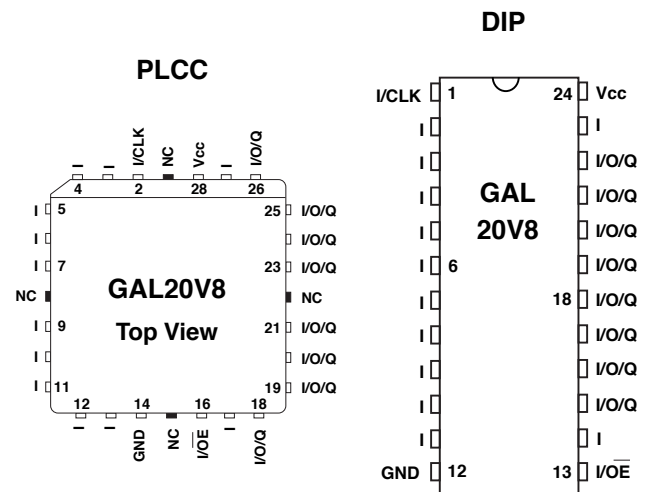 DIP
PLCC
I I I/CLK NC Vcc I I/O/Q
4 2 28 26
I 5 25 I/O/Q
I I/O/Q
I 7 23 I/O/Q
NC GAL20V8 NC
I 9 Top View 21 I/O/Q
I I/O/Q
I 11 19 I/O/Q
12 14 16 18
I I GND NC I/O̅E̅ I I/O/Q
I/CLK 1 24 Vcc
I I
I I/O/Q
I GAL I/O/Q
I 20V8 I/O/Q
I 6 I/O/Q
I 18 I/O/Q
I I/O/Q
I I/O/Q
I I/O/Q
I I
GND 12 13 I/O̅E̅